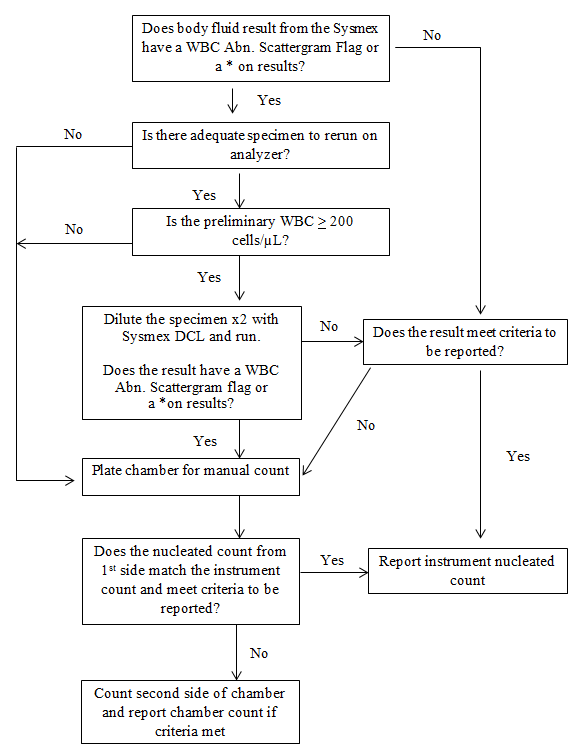 Does body fluid result from the Sysmex
have a WBC Abn. Scattergram Flag or
a * on results?
No
Yes
No
Is there adequate specimen to rerun on
analyzer?
Yes
No
Is the preliminary WBC ≥ 200
cells/µL?
Yes
Dilute the specimen x2 with
Sysmex DCL and run.
Does the result have a WBC
Abn. Scattergram flag or
a *on results?
No
Does the result meet criteria to
be reported?
No
Yes
Yes
Plate chamber for manual count
Does the nucleated count from
1st side match the instrument
count and meet criteria to be
reported?
Yes
Report instrument nucleated
count
No
Count second side of chamber
and report chamber count if
criteria met